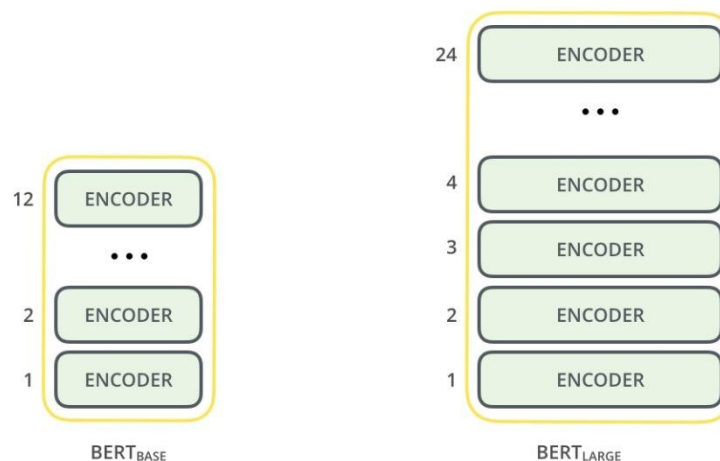 12 ENCODER
...
2 ENCODER
1 ENCODER
BERTBASE
24 ENCODER
...
4 ENCODER
3 ENCODER
2 ENCODER
1 ENCODER
BERTLARGE